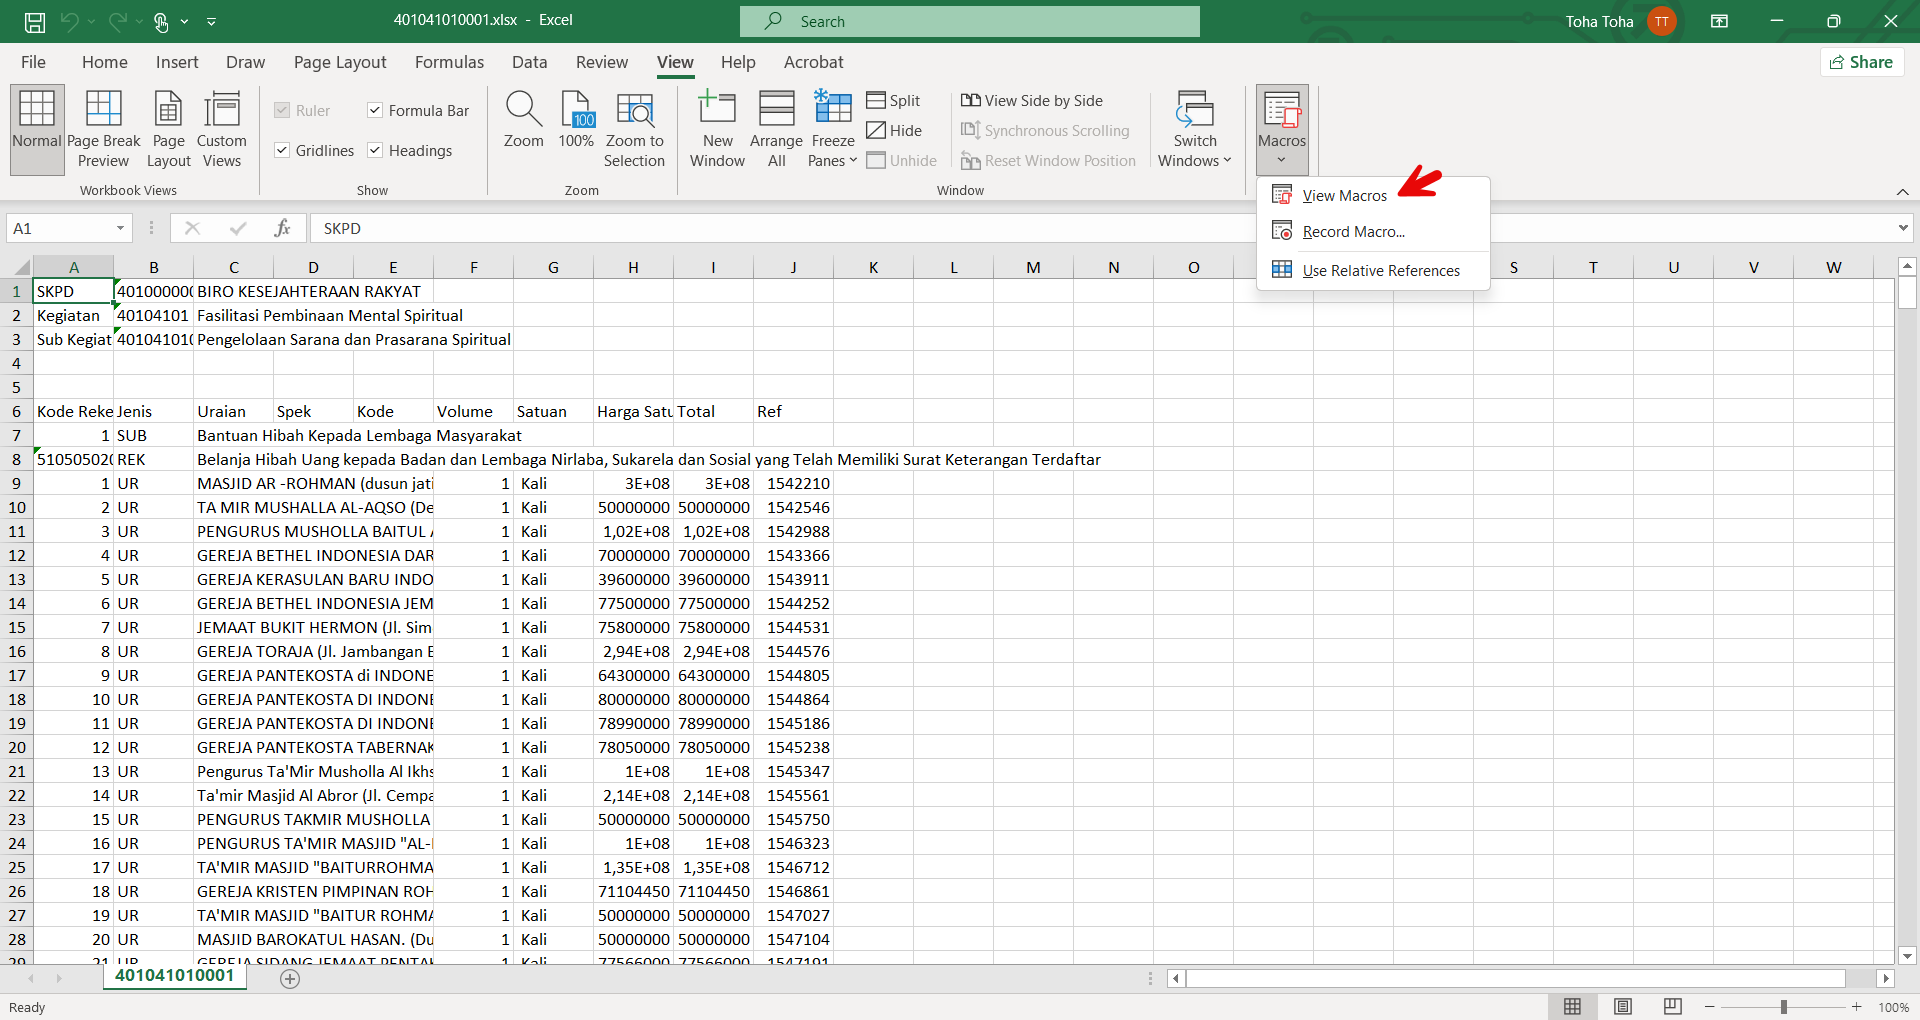 401041010001.xlsx - Excel
Search
Toha Toha
TT
File Home Insert Draw Page Layout Formulas Data Review View Help Acrobat
Share
Normal
Page Break Preview
Page Layout
Custom Views
Workbook Views
Ruler
Formula Bar
Gridlines
Headings
Show
Zoom
100
100%
Zoom to Selection
Zoom
New Window
Arrange All
Freeze Panes
Split
Hide
Unhide
View Side by Side
Synchronous Scrolling
Reset Window Position
Window
Switch Windows
Macros
View Macros
Record Macro...
Use Relative References
A1
fx
SKPD
A B C D E F G H I J K L M N O S T U V W
1 SKPD 40100000 BIRO KESEJAHTERAAN RAKYAT
2 Kegiatan 40104101 Fasilitasi Pembinaan Mental Spiritual
3 Sub Kegiat 40104101 Pengelolaan Sarana dan Prasarana Spiritual
4
5
6 Kode Reke Jenis Uraian Spek Kode Volume Satuan Harga Satu Total Ref
7 1 SUB Bantuan Hibah Kepada Lembaga Masyarakat
8 51050502 REK Belanja Hibah Uang kepada Badan dan Lembaga Nirlaba, Sukarela dan Sosial yang Telah Memiliki Surat Keterangan Terdaftar
9 1 UR MASJID AR -ROHMAN (dusun jati 1 Kali 3E+08 3E+08 1542210
10 2 UR TA MIR MUSHALLA AL-AQSO (De 1 Kali 50000000 50000000 1542546
11 3 UR PENGURUS MUSHOLLA BAITUL 1 Kali 1,02E+08 1,02E+08 1542988
12 4 UR GEREJA BETHEL INDONESIA DAR 1 Kali 70000000 70000000 1543366
13 5 UR GEREJA KERASULAN BARU INDO 1 Kali 39600000 39600000 1543911
14 6 UR GEREJA BETHEL INDONESIA JEM 1 Kali 77500000 77500000 1544252
15 7 UR JEMAAT BUKIT HERMON (Jl. Sim 1 Kali 75800000 75800000 1544531
16 8 UR GEREJA TORAJA (Jl. Jambangan 1 Kali 2,94E+08 2,94E+08 1544576
17 9 UR GEREJA PANTEKOSTA di INDONE 1 Kali 64300000 64300000 1544805
18 10 UR GEREJA PANTEKOSTA DI INDONE 1 Kali 80000000 80000000 1544864
19 11 UR GEREJA PANTEKOSTA DI INDONE 1 Kali 78990000 78990000 1545186
20 12 UR GEREJA PANTEKOSTA TABERNAK 1 Kali 78050000 78050000 1545238
21 13 UR Pengurus Ta'Mir Musholla Al Ikhs 1 Kali 1E+08 1E+08 1545347
22 14 UR Ta'mir Masjid Al Abror (Jl. Cempa 1 Kali 2,14E+08 2,14E+08 1545561
23 15 UR PENGURUS TAKMIR MUSHOLLA 1 Kali 50000000 50000000 1545750
24 16 UR PENGURUS TA'MIR MASJID "AL- 1 Kali 1E+08 1E+08 1546323
25 17 UR TA'MIR MASJID "BAITURROHMA 1 Kali 1,35E+08 1,35E+08 1546712
26 18 UR GEREJA KRISTEN PIMPINAN ROH 1 Kali 71104450 71104450 1546861
27 19 UR TA'MIR MASJID "BAITUR ROHMA 1 Kali 50000000 50000000 1547027
28 20 UR MASJID BAROKATUL HASAN. (Du 1 Kali 50000000 50000000 1547104
29 21 UR GEREJA SIDANG JEMAAT PENTA 1 Kali 77566000 77566000 1547191
401041010001
Ready
100%